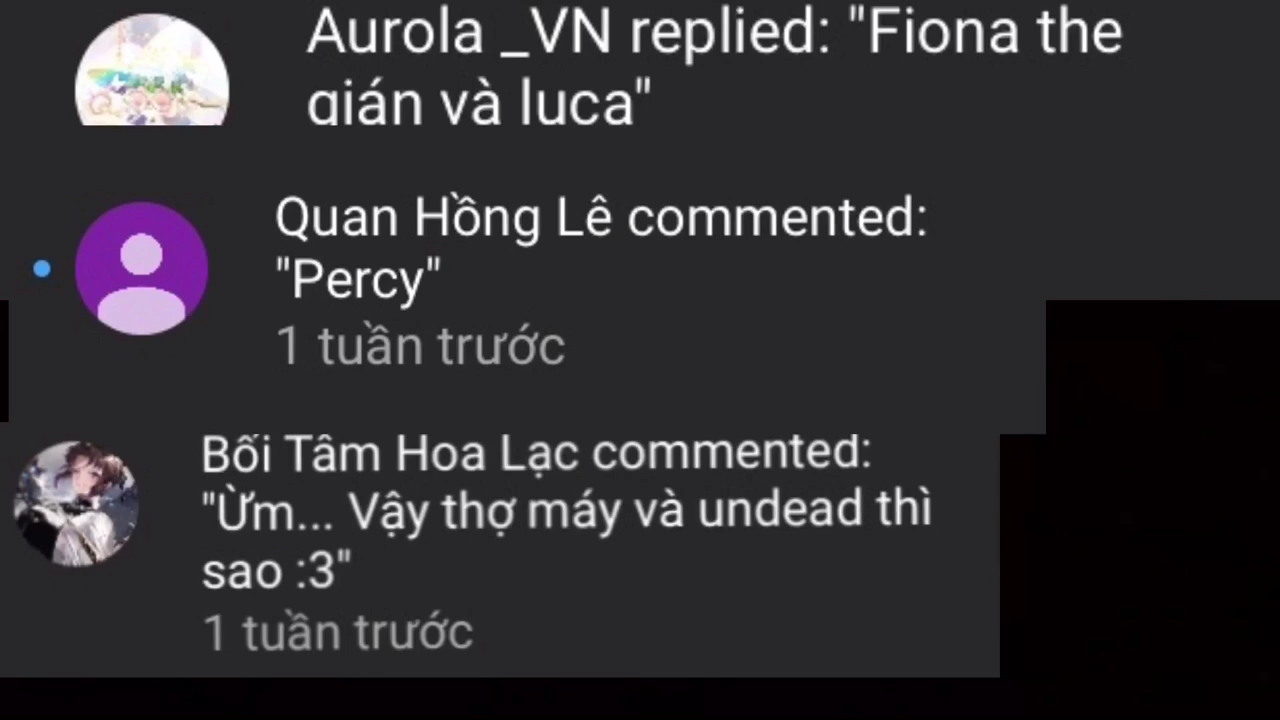 Aurola _VN replied: "Fiona the
gián và luca"
Quan Hồng Lê commented:
"Percy"
1 tuần trước
Bối Tâm Hoa Lạc commented:
"Ừm... Vậy thợ máy và undead thì
sao :3"
1 tuần trước